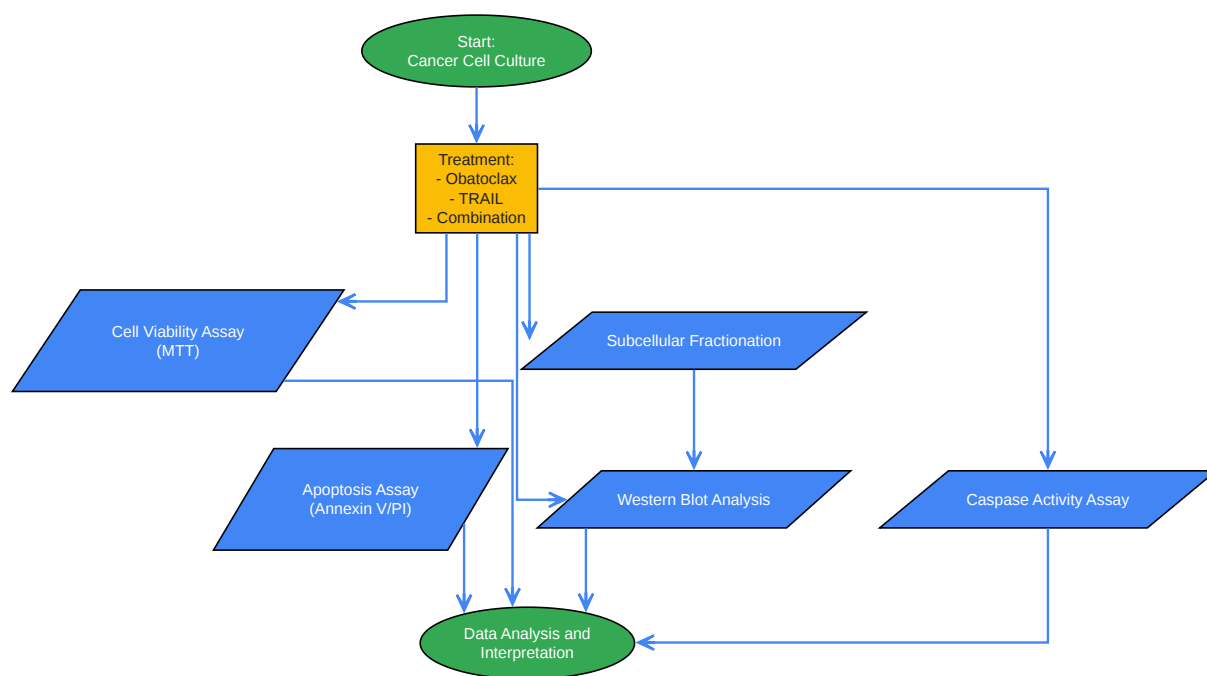 Start:
Cancer Cell Culture
Treatment:
- Obatoclax
- TRAIL
- Combination
Cell Viability Assay
(MTT)
Subcellular Fractionation
Apoptosis Assay
(Annexin V/PI)
Western Blot Analysis
Caspase Activity Assay
Data Analysis and
Interpretation